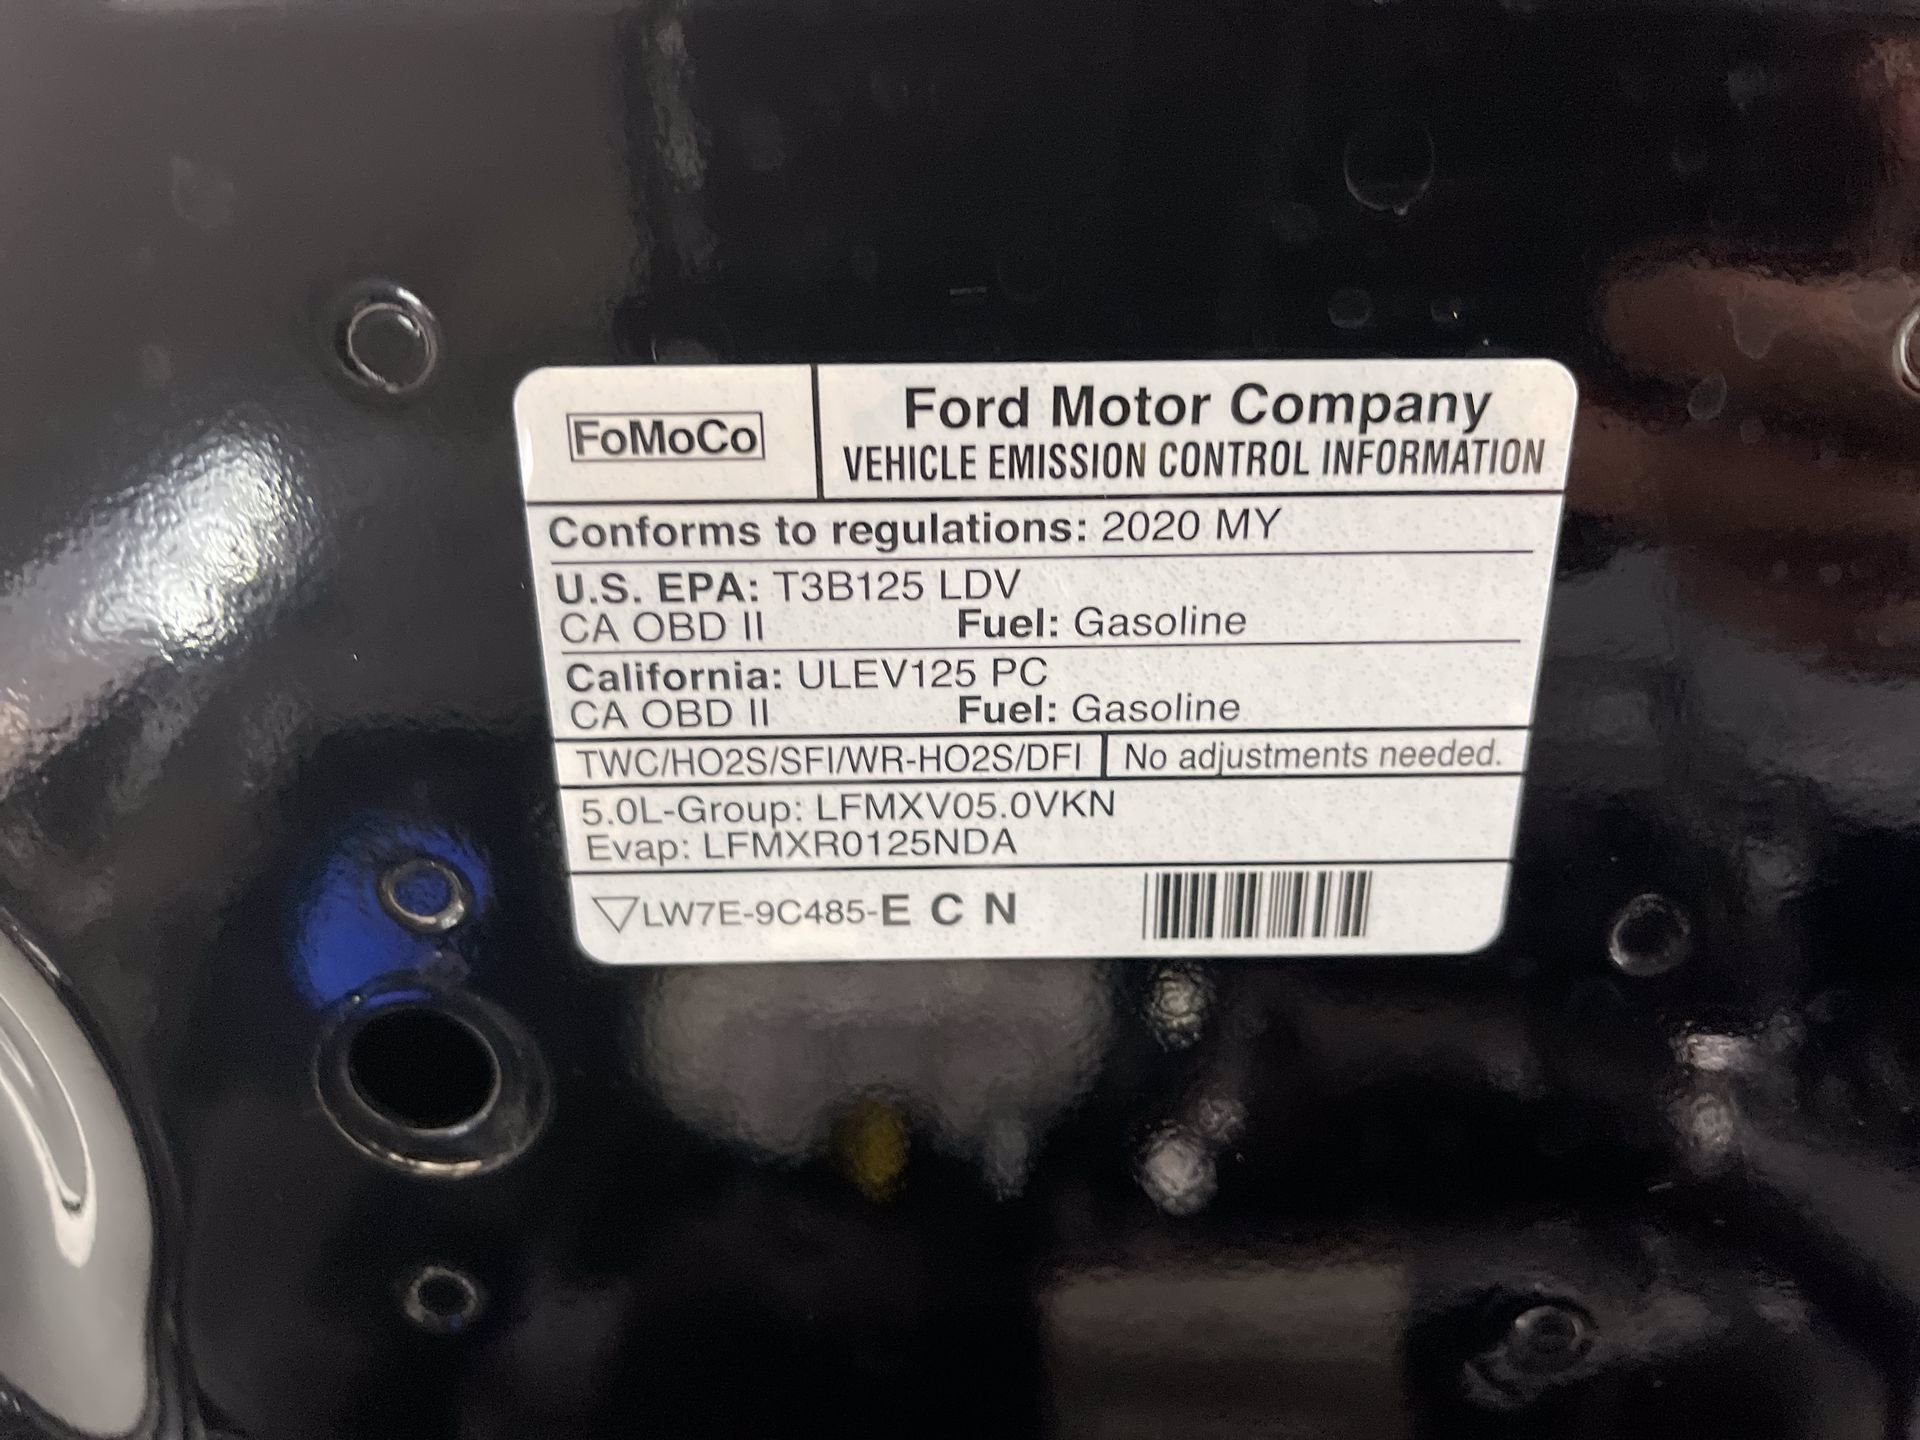 FoMoCo
Ford Motor Company
VEHICLE EMISSION CONTROL INFORMATION
Conforms to regulations: 2020 MY
U.S. EPA: T3B125 LDV
CA OBD II Fuel: Gasoline
California: ULEV125 PC
CA OBD II Fuel: Gasoline
TWC/HO2S/SFI/WR-HO2S/DFI No adjustments needed.
5.0L-Group: LFMXV05.0VKN
Evap: LFMXR0125NDA
LW7E-9C485-E C N